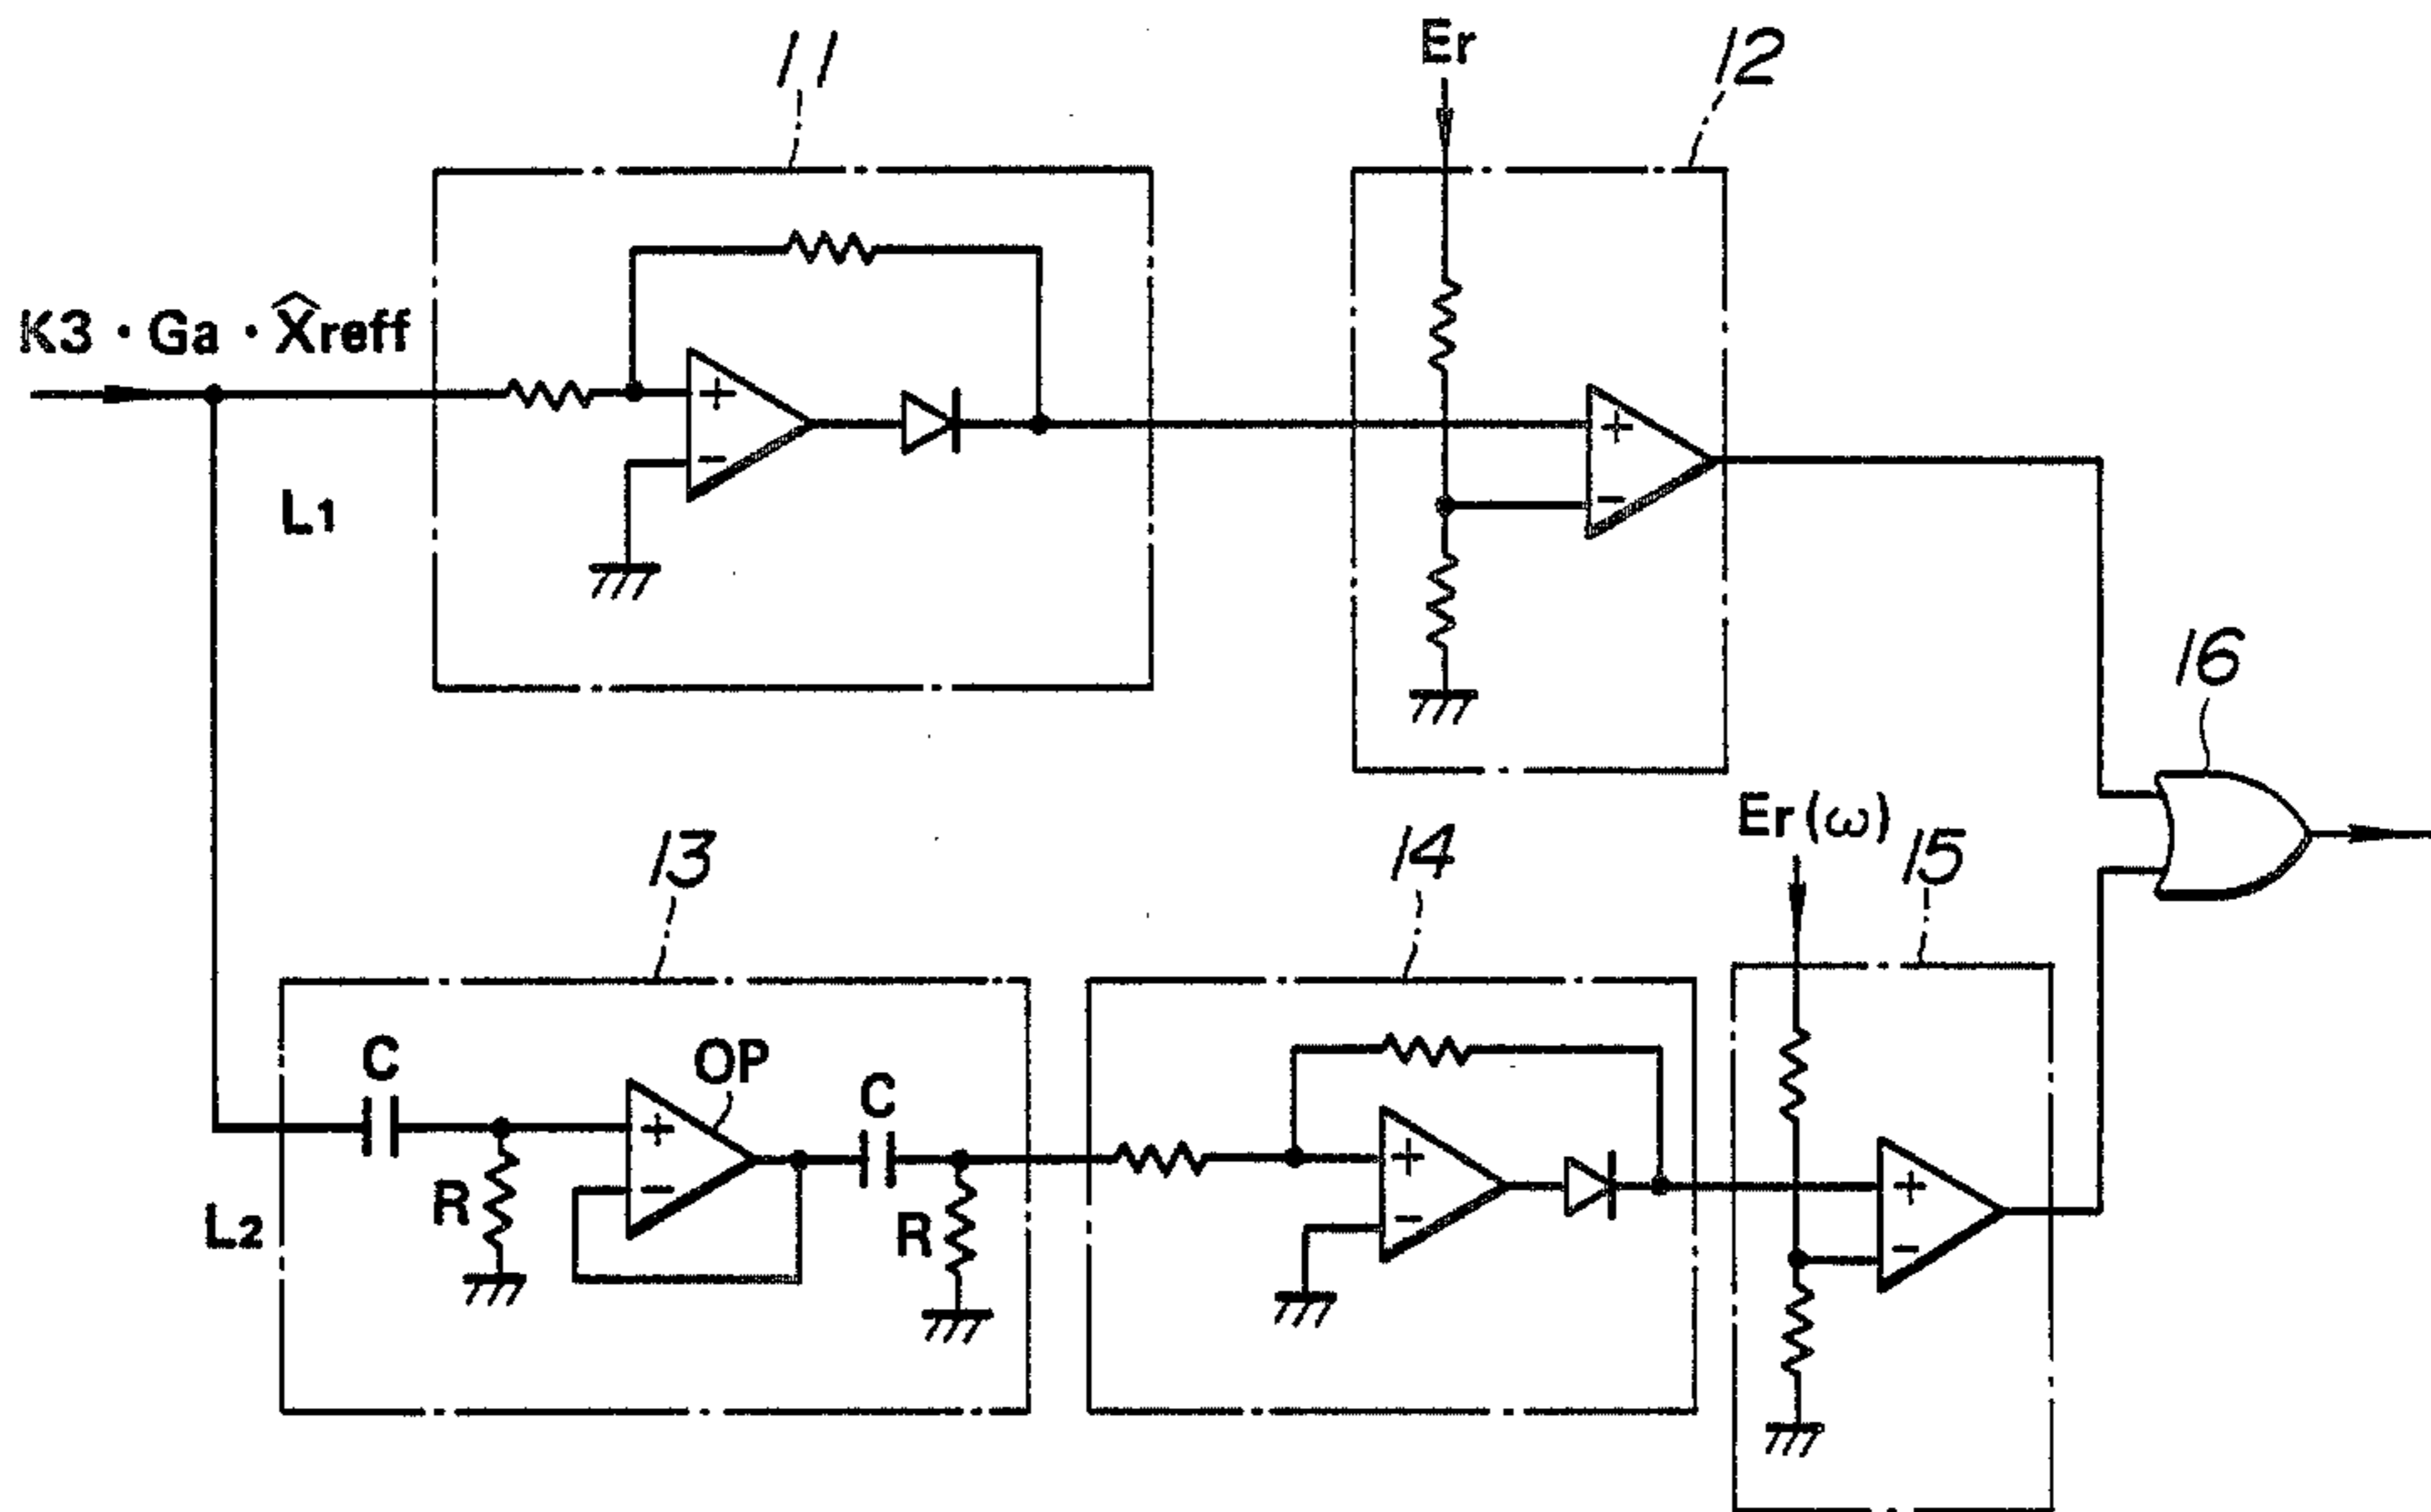 11
Er
12
K3 · Ga · X̂reff
+
−
+
−
L1
16
Er(ω)
13
14
15
C
OP
C
+
−
R
R
+
−
+
−
L2